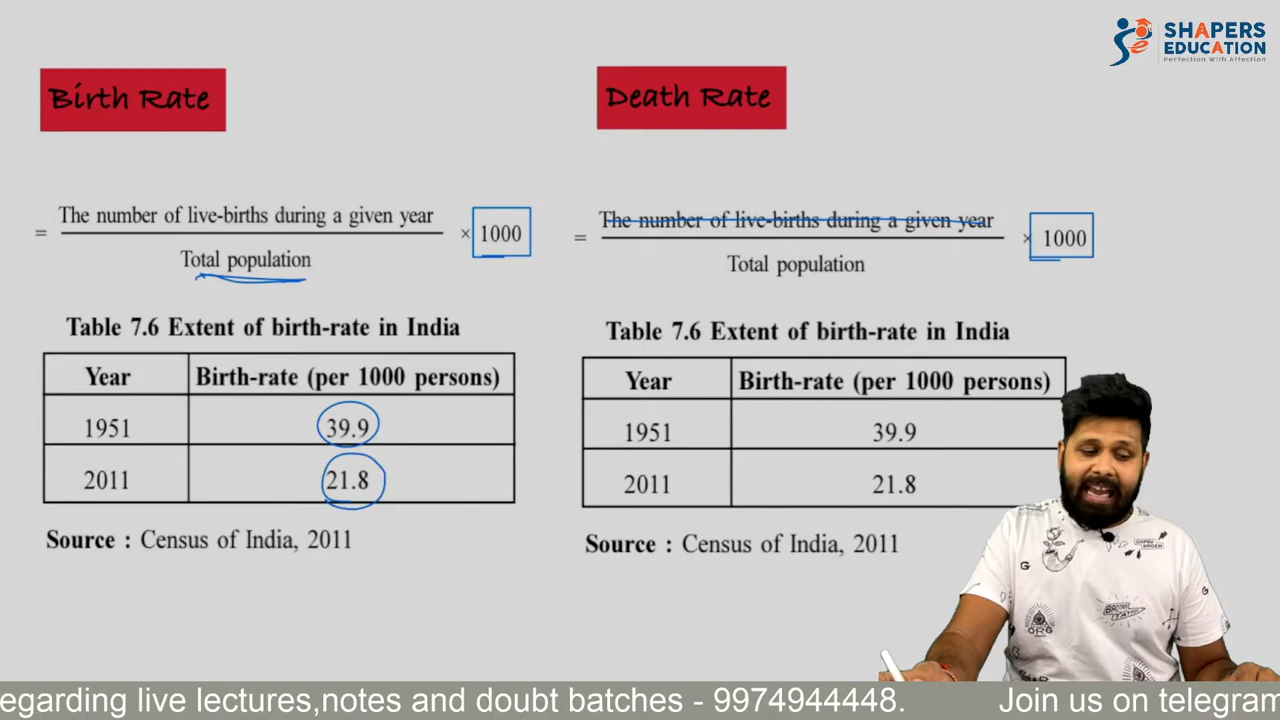 SHAPERS
EDUCATION
Perfection With Affection
Birth Rate
= The number of live-births during a given year
Total population
× 1000
Table 7.6 Extent of birth-rate in India
Year Birth-rate (per 1000 persons)
1951 39.9
2011 21.8
Source : Census of India, 2011
Death Rate
= The number of live-births during a given year
Total population
× 1000
Table 7.6 Extent of birth-rate in India
Year Birth-rate (per 1000 persons)
1951 39.9
2011 21.8
Source : Census of India, 2011
egarding live lectures,notes and doubt batches - 9974944448. Join us on telegram